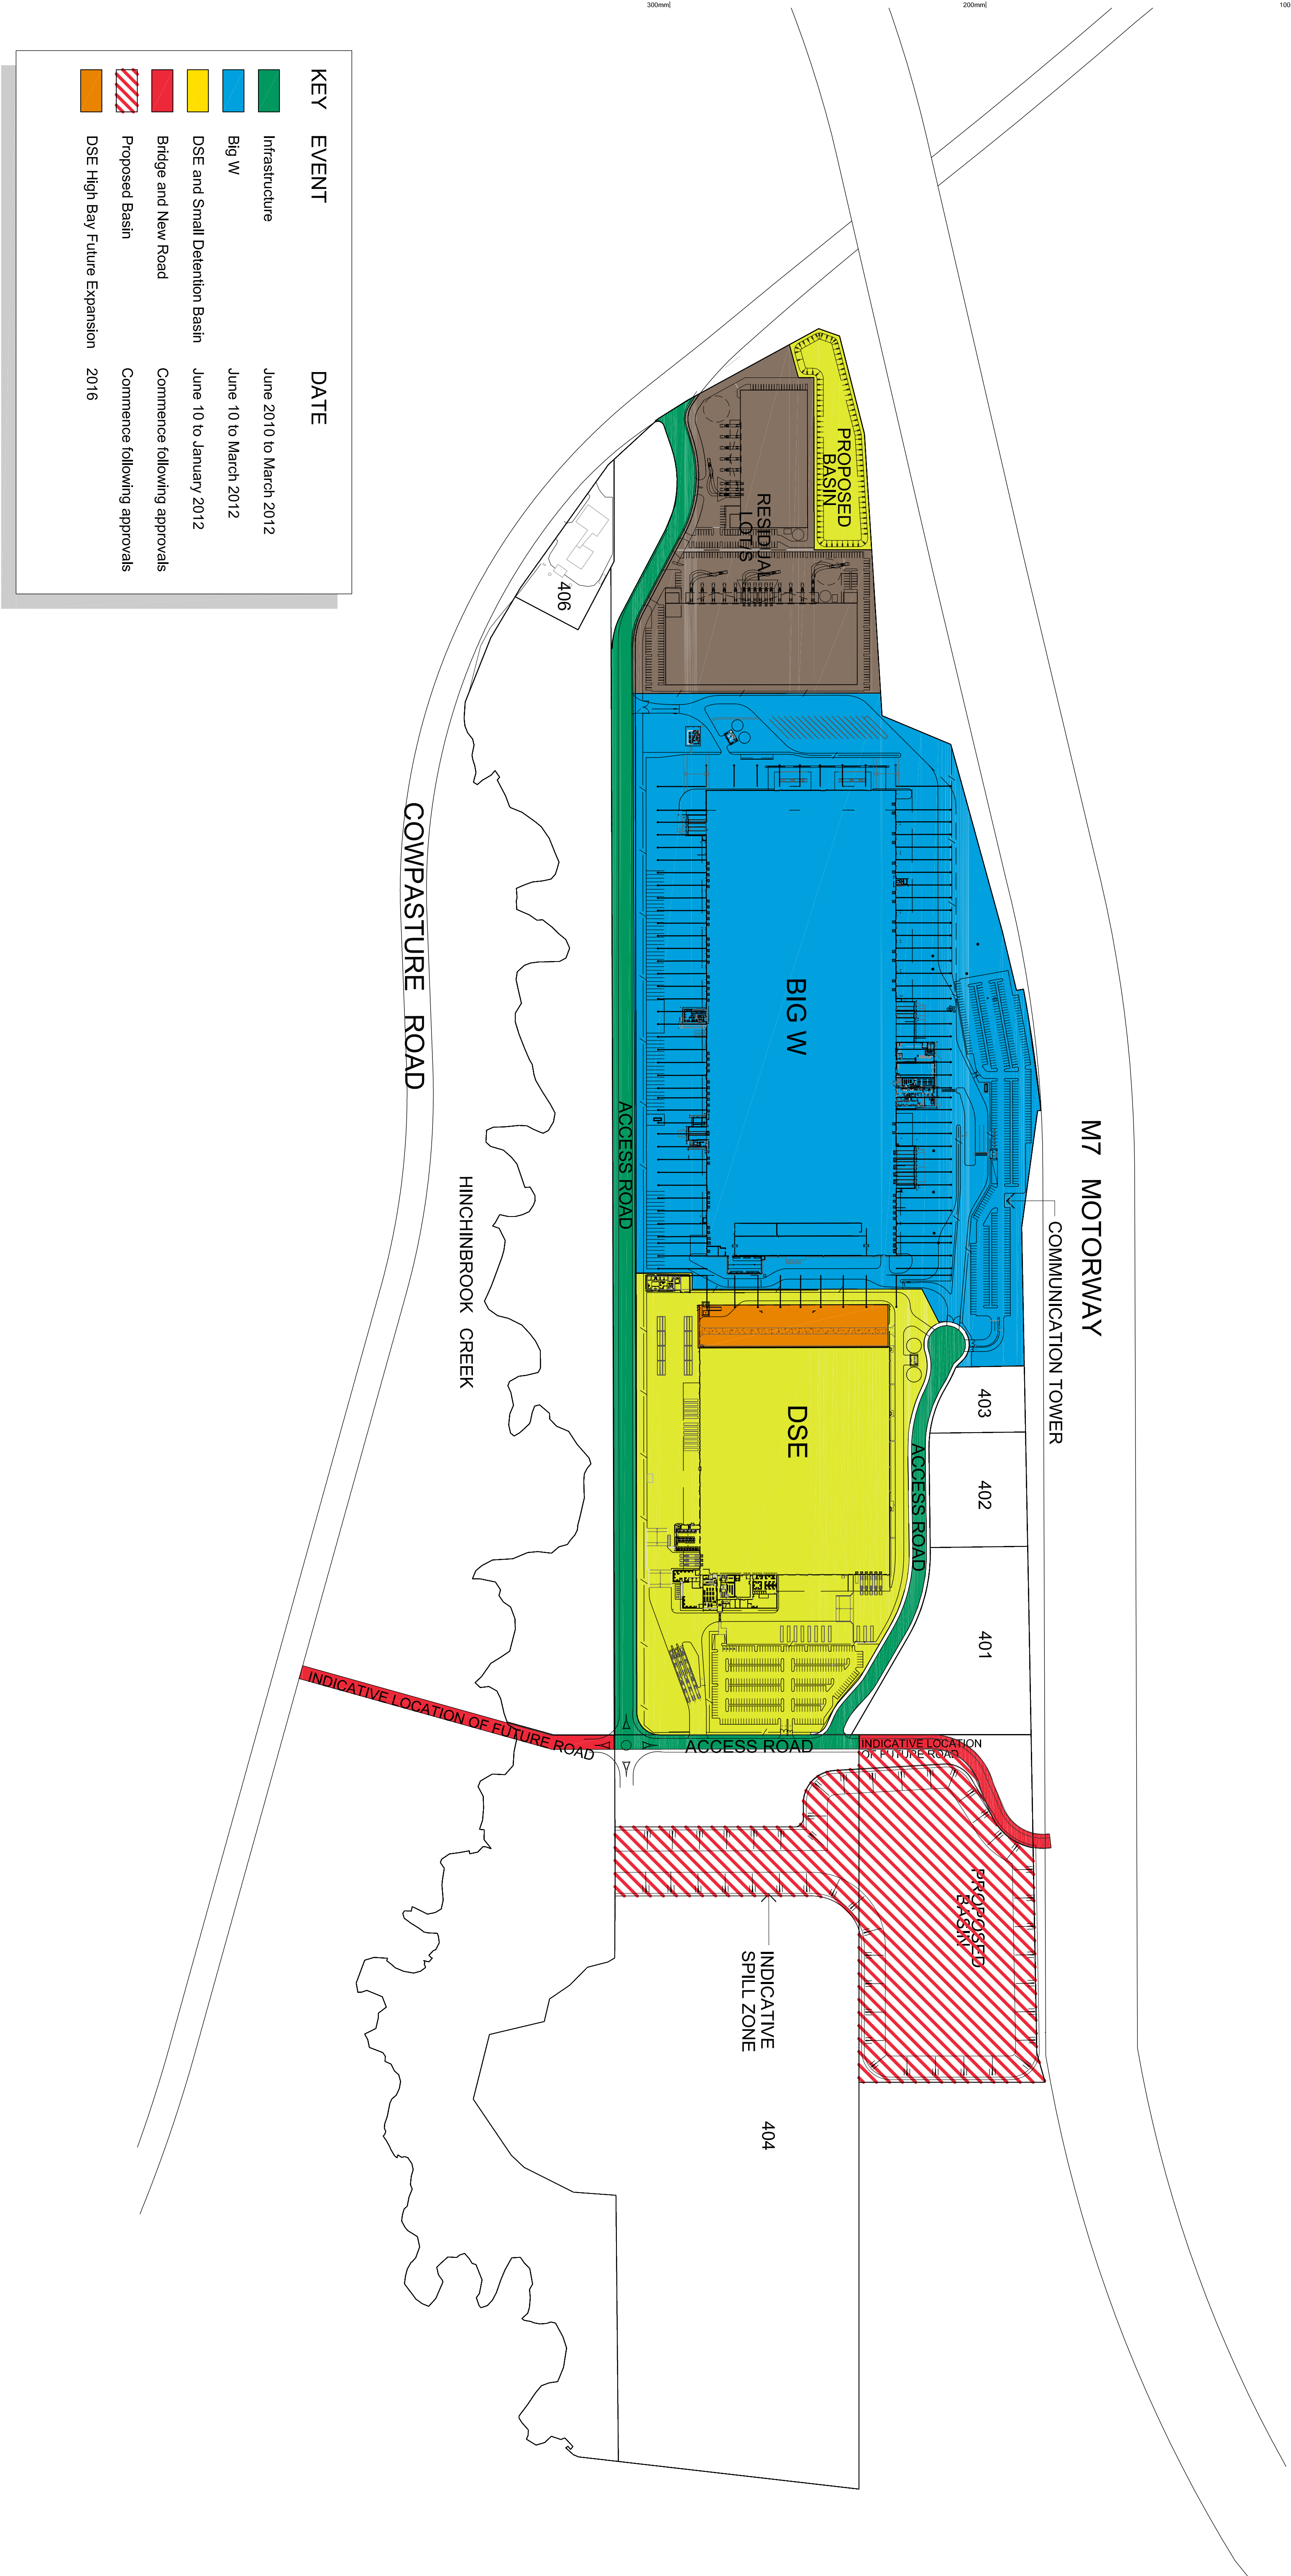 300mm
200mm
100
KEY EVENT DATE
Infrastructure June 2010 to March 2012
Big W June 10 to March 2012
DSE and Small Detention Basin June 10 to January 2012
Bridge and New Road Commence following approvals
Proposed Basin Commence following approvals
DSE High Bay Future Expansion 2016
M7 MOTORWAY
COMMUNICATION TOWER
PROPOSED
BASIN
RESIDUAL
LOT/S
406
BIG W
ACCESS ROAD
COWPASTURE ROAD
HINCHINBROOK CREEK
DSE
ACCESS ROAD
403
402
401
ACCESS ROAD
INDICATIVE LOCATION OF FUTURE ROAD
INDICATIVE LOCATION
OF FUTURE ROAD
PROPOSED
BASIN
INDICATIVE
SPILL ZONE
404